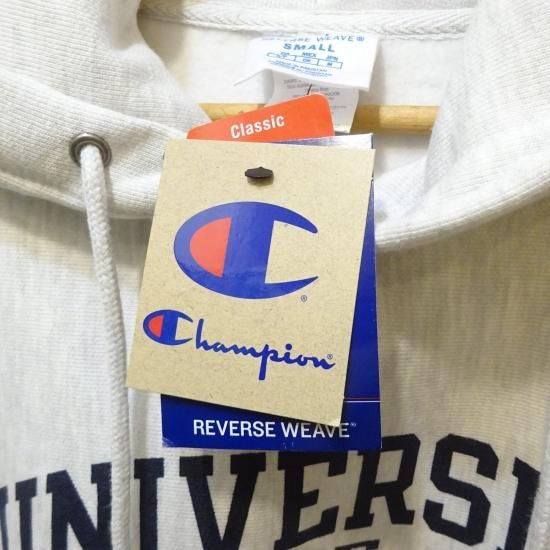 REVERSE WEAVE®
SMALL
Classic
®
Champion®
REVERSE WEAVE®
UNIVERSI